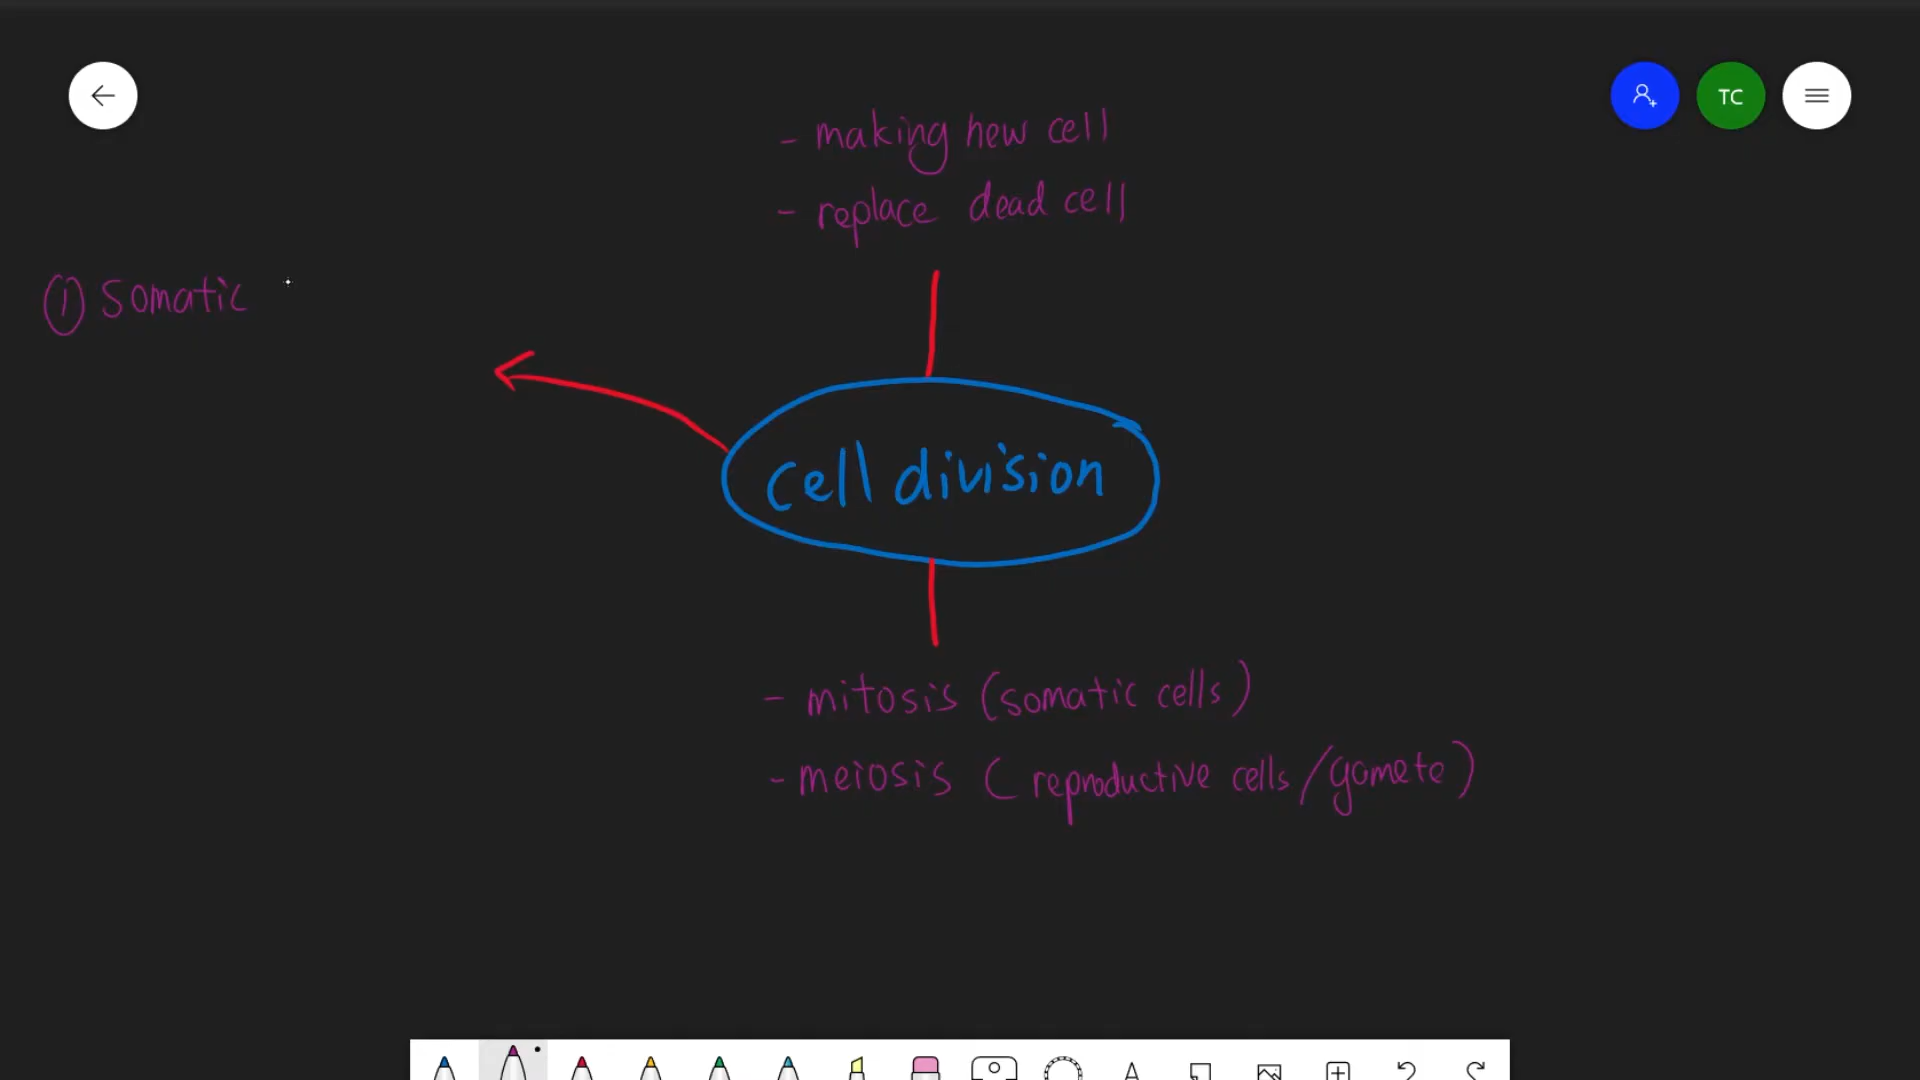 TC
- making new cell
- replace dead cell
① Somatic
cell division
- mitosis (somatic cells)
- meiosis (reproductive cells/gamete)